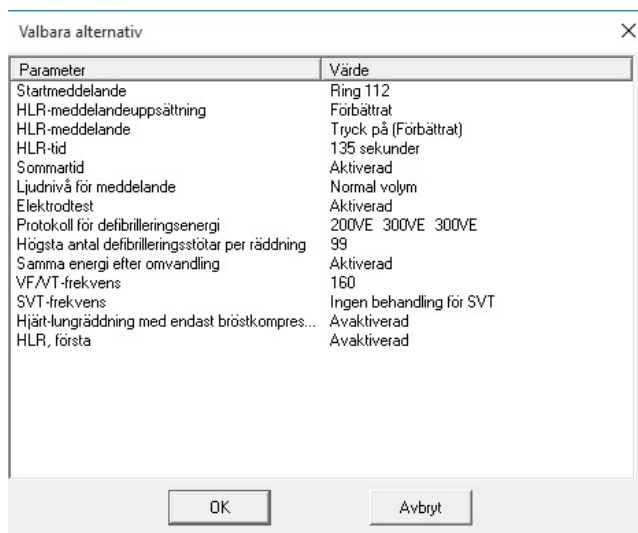 Valbara alternativ
Parameter Värde
Startmeddelande Ring 112
HLR-meddelandeuppsättning Förbättrat
HLR-meddelande Tryck på (Förbättrat)
HLR-tid 135 sekunder
Sommartid Aktiverad
Ljudnivå för meddelande Normal volym
Elektrodtest Aktiverad
Protokoll för defibrilleringsenergi 200VE 300VE 300VE
Högsta antal defibrilleringsstötar per räddning 99
Samma energi efter omvandling Aktiverad
VF/VT-frekvens 160
SVT-frekvens Ingen behandling för SVT
Hjärt-lungräddning med endast bröstkompres... Avaktiverad
HLR, första Avaktiverad
OK Avbryt